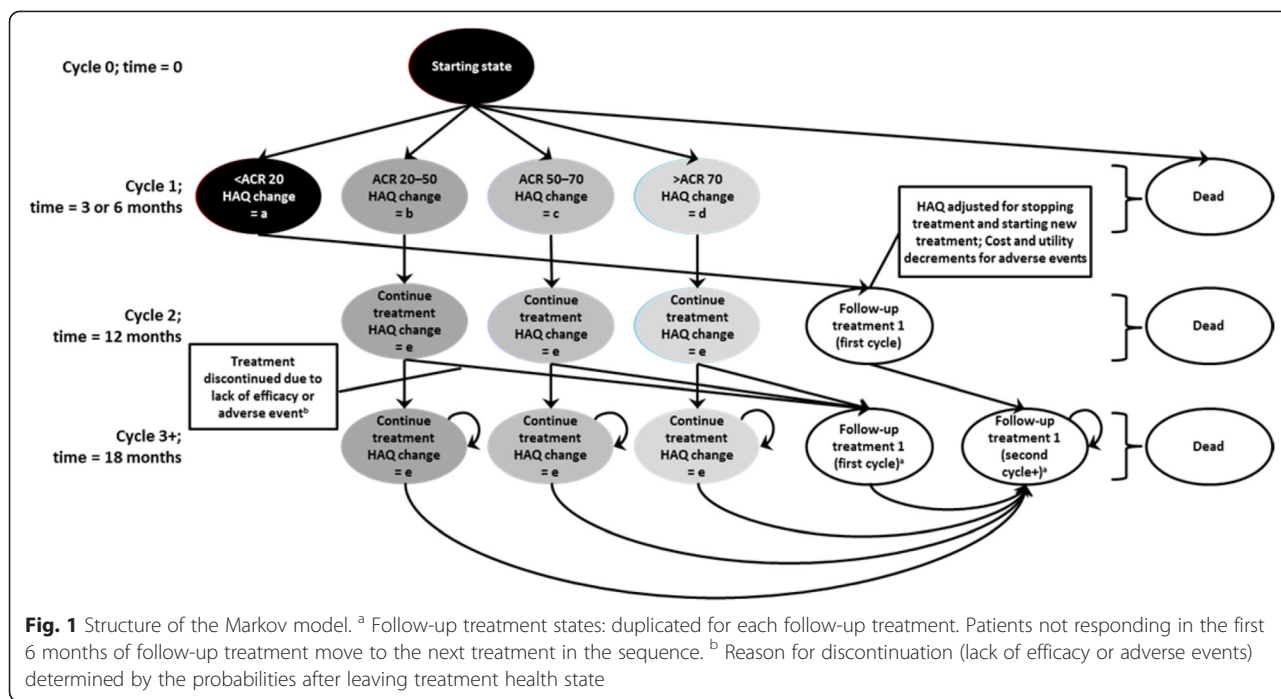 Cycle 0; time = 0
Starting state
Cycle 1;
time = 3 or 6 months
<ACR 20
HAQ change
= a
ACR 20–50
HAQ change
= b
ACR 50–70
HAQ change
= c
>ACR 70
HAQ change
= d
HAQ adjusted for stopping
treatment and starting new
treatment; Cost and utility
decrements for adverse events
Dead
Cycle 2;
time = 12 months
Continue
treatment
HAQ change
= e
Continue
treatment
HAQ change
= e
Continue
treatment
HAQ change
= e
Follow-up
treatment 1
(first cycle)
Dead
Treatment
discontinued due to
lack of efficacy or
adverse eventᵇ
Cycle 3+;
time = 18 months
Continue
treatment
HAQ change
= e
Continue
treatment
HAQ change
= e
Continue
treatment
HAQ change
= e
Follow-up
treatment 1
(first cycle)ᵃ
Follow-up
treatment 1
(second
cycle+)ᵃ
Dead
Fig. 1 Structure of the Markov model. ᵃ Follow-up treatment states: duplicated for each follow-up treatment. Patients not responding in the first
6 months of follow-up treatment move to the next treatment in the sequence. ᵇ Reason for discontinuation (lack of efficacy or adverse events)
determined by the probabilities after leaving treatment health state